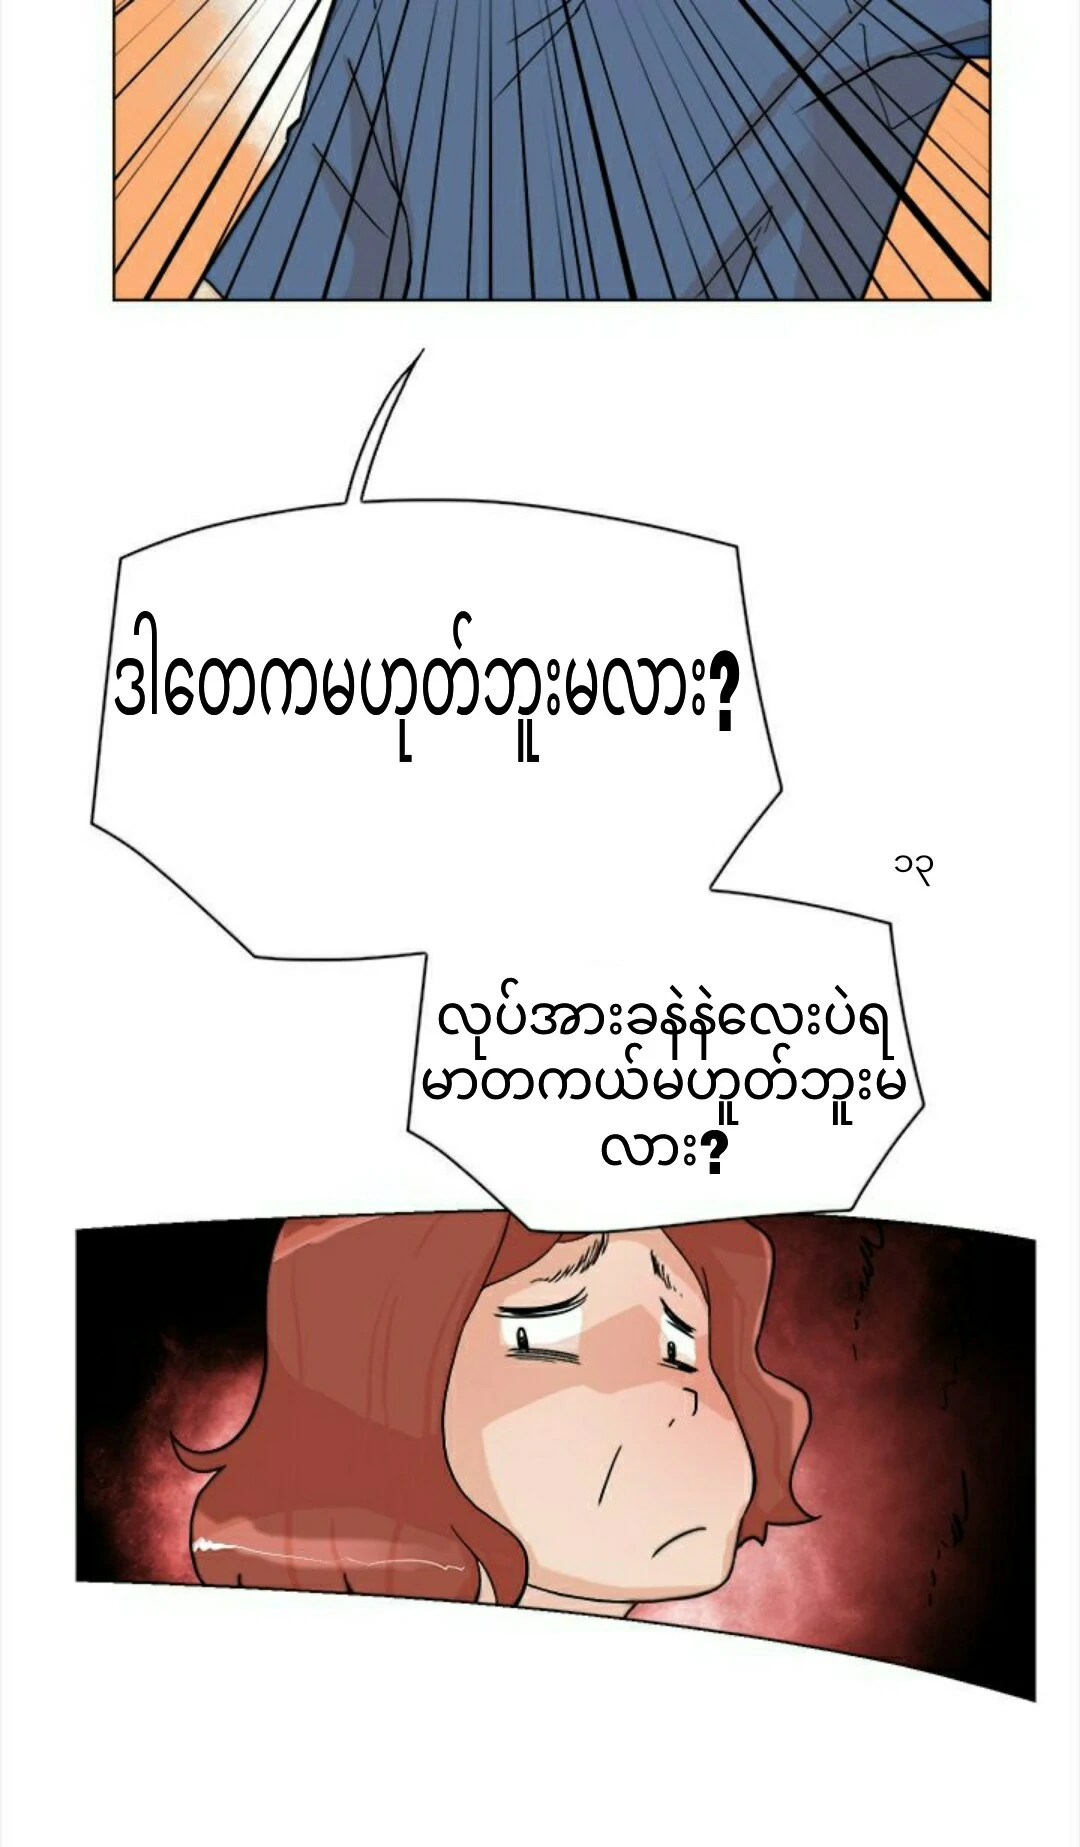 ဒါတေကမဟုတ်ဘူးမလား?
၁၃
လုပ်အားခနဲနဲလေးပဲရ
မာတကယ်မဟူတ်ဘူးမ
လား?